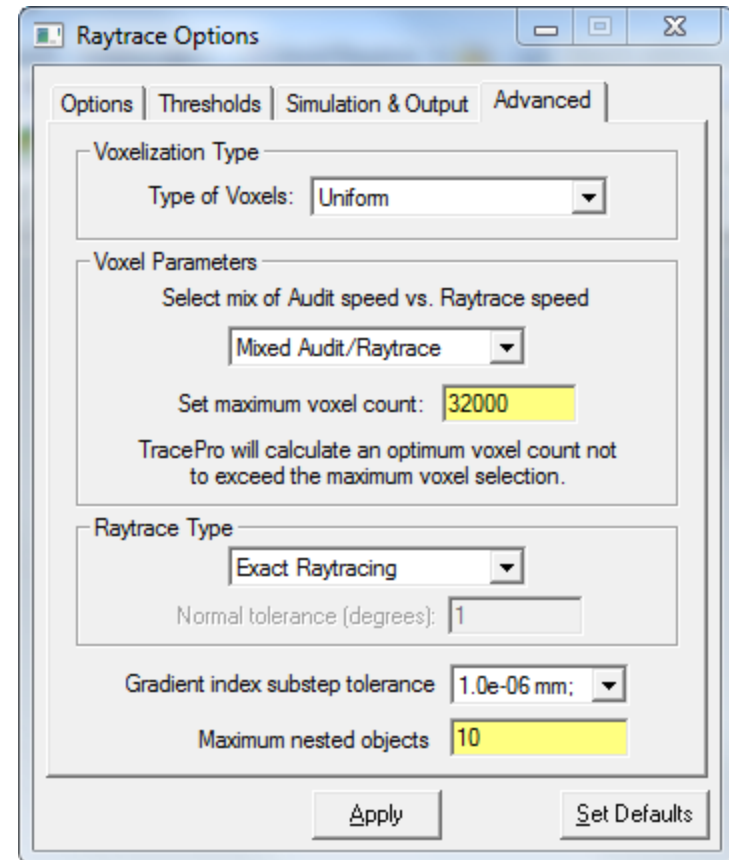 Raytrace Options
Options Thresholds Simulation & Output Advanced
Voxelization Type
Type of Voxels: Uniform
Voxel Parameters
Select mix of Audit speed vs. Raytrace speed
Mixed Audit/Raytrace
Set maximum voxel count: 32000
TracePro will calculate an optimum voxel count not
to exceed the maximum voxel selection.
Raytrace Type
Exact Raytracing
Normal tolerance (degrees): 1
Gradient index substep tolerance 1.0e-06 mm;
Maximum nested objects 10
Apply Set Defaults